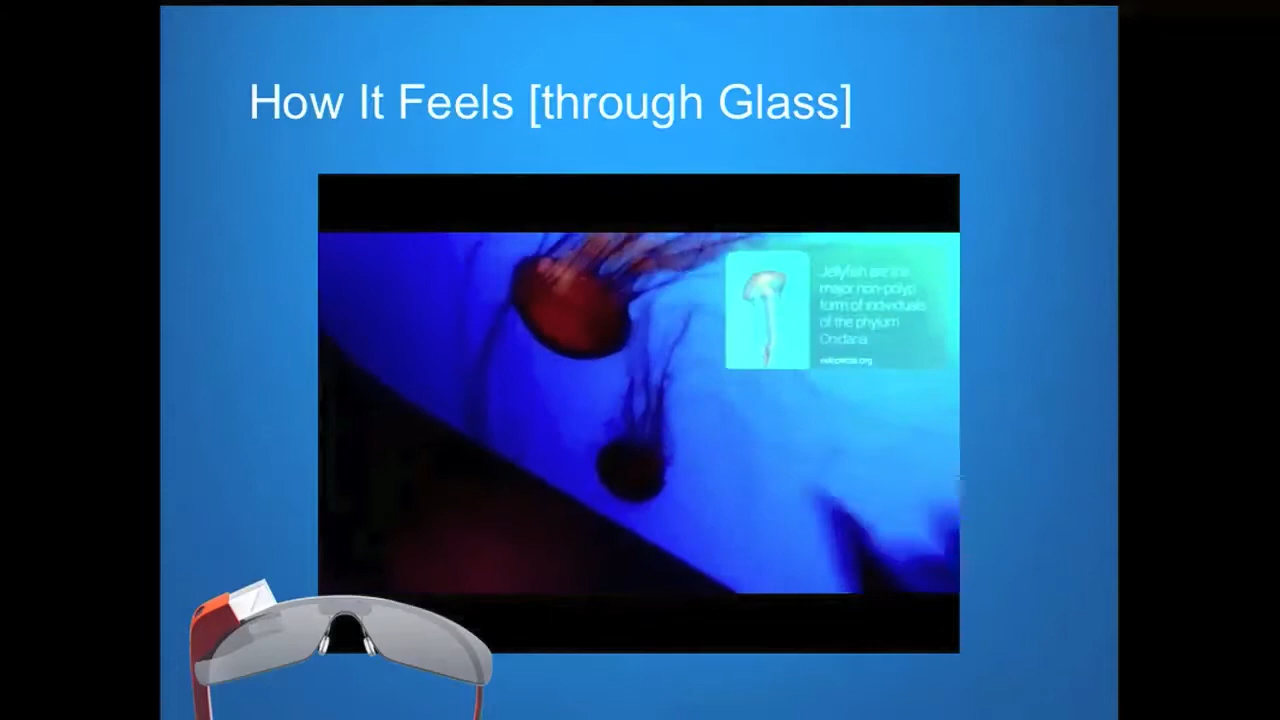 How It Feels [through Glass]
Jellyfish are the
major non-polyp
form of individuals
of the phylum
Cnidaria
wikipedia.org